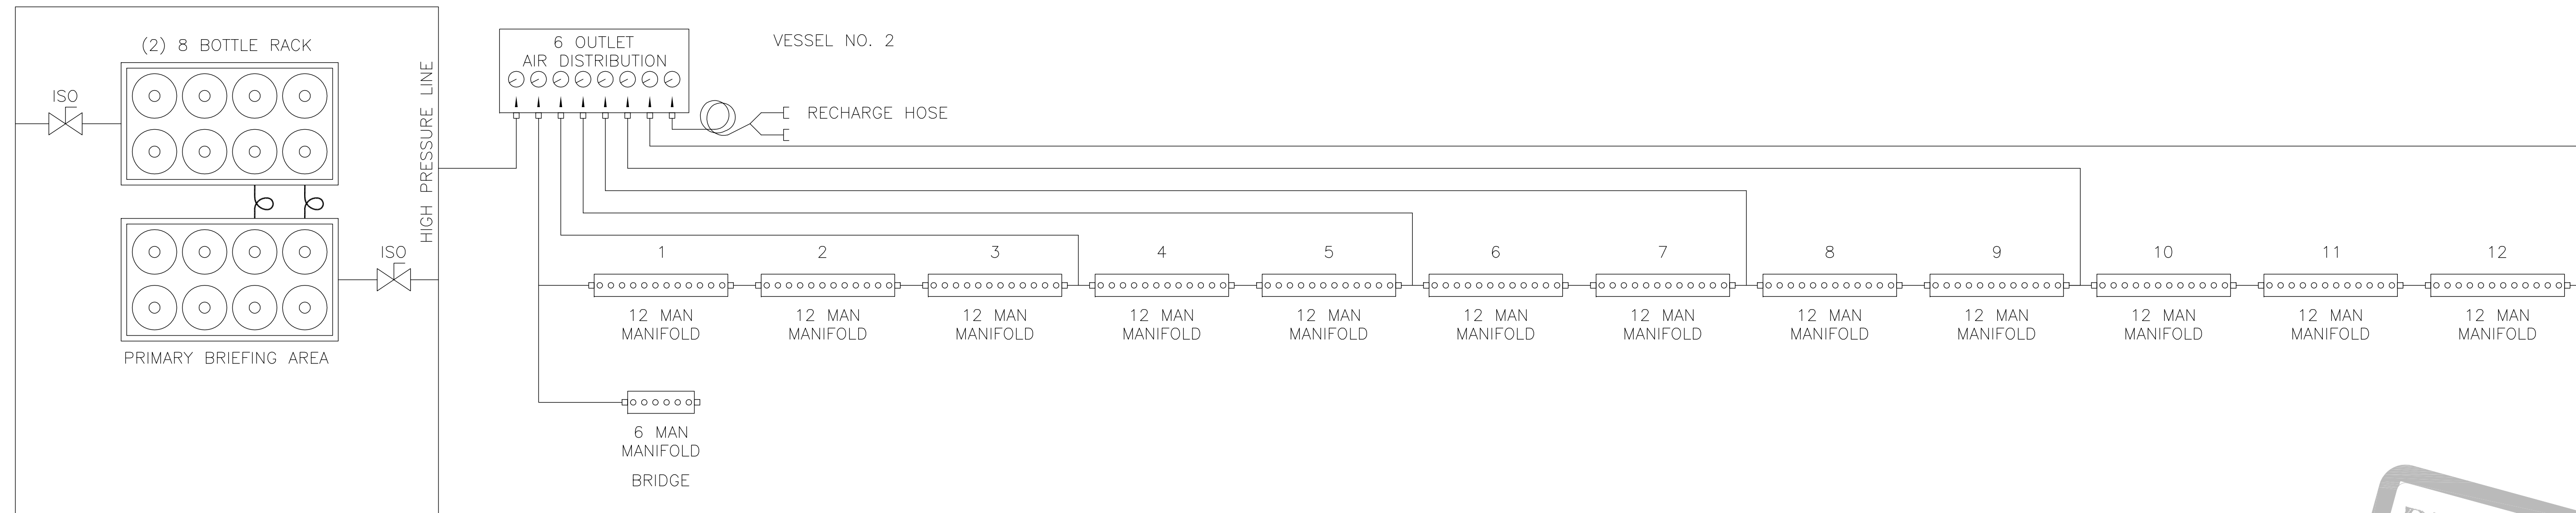 (2) 8 BOTTLE RACK
ISO
HIGH PRESSURE LINE
ISO
PRIMARY BRIEFING AREA
6 OUTLET
AIR DISTRIBUTION
VESSEL NO. 2
RECHARGE HOSE
1 2 3 4 5 6 7 8 9 10 11 12
12 MAN 12 MAN 12 MAN 12 MAN 12 MAN 12 MAN 12 MAN 12 MAN 12 MAN 12 MAN 12 MAN 12 MAN
MANIFOLD MANIFOLD MANIFOLD MANIFOLD MANIFOLD MANIFOLD MANIFOLD MANIFOLD MANIFOLD MANIFOLD MANIFOLD MANIFOLD
6 MAN
MANIFOLD
BRIDGE